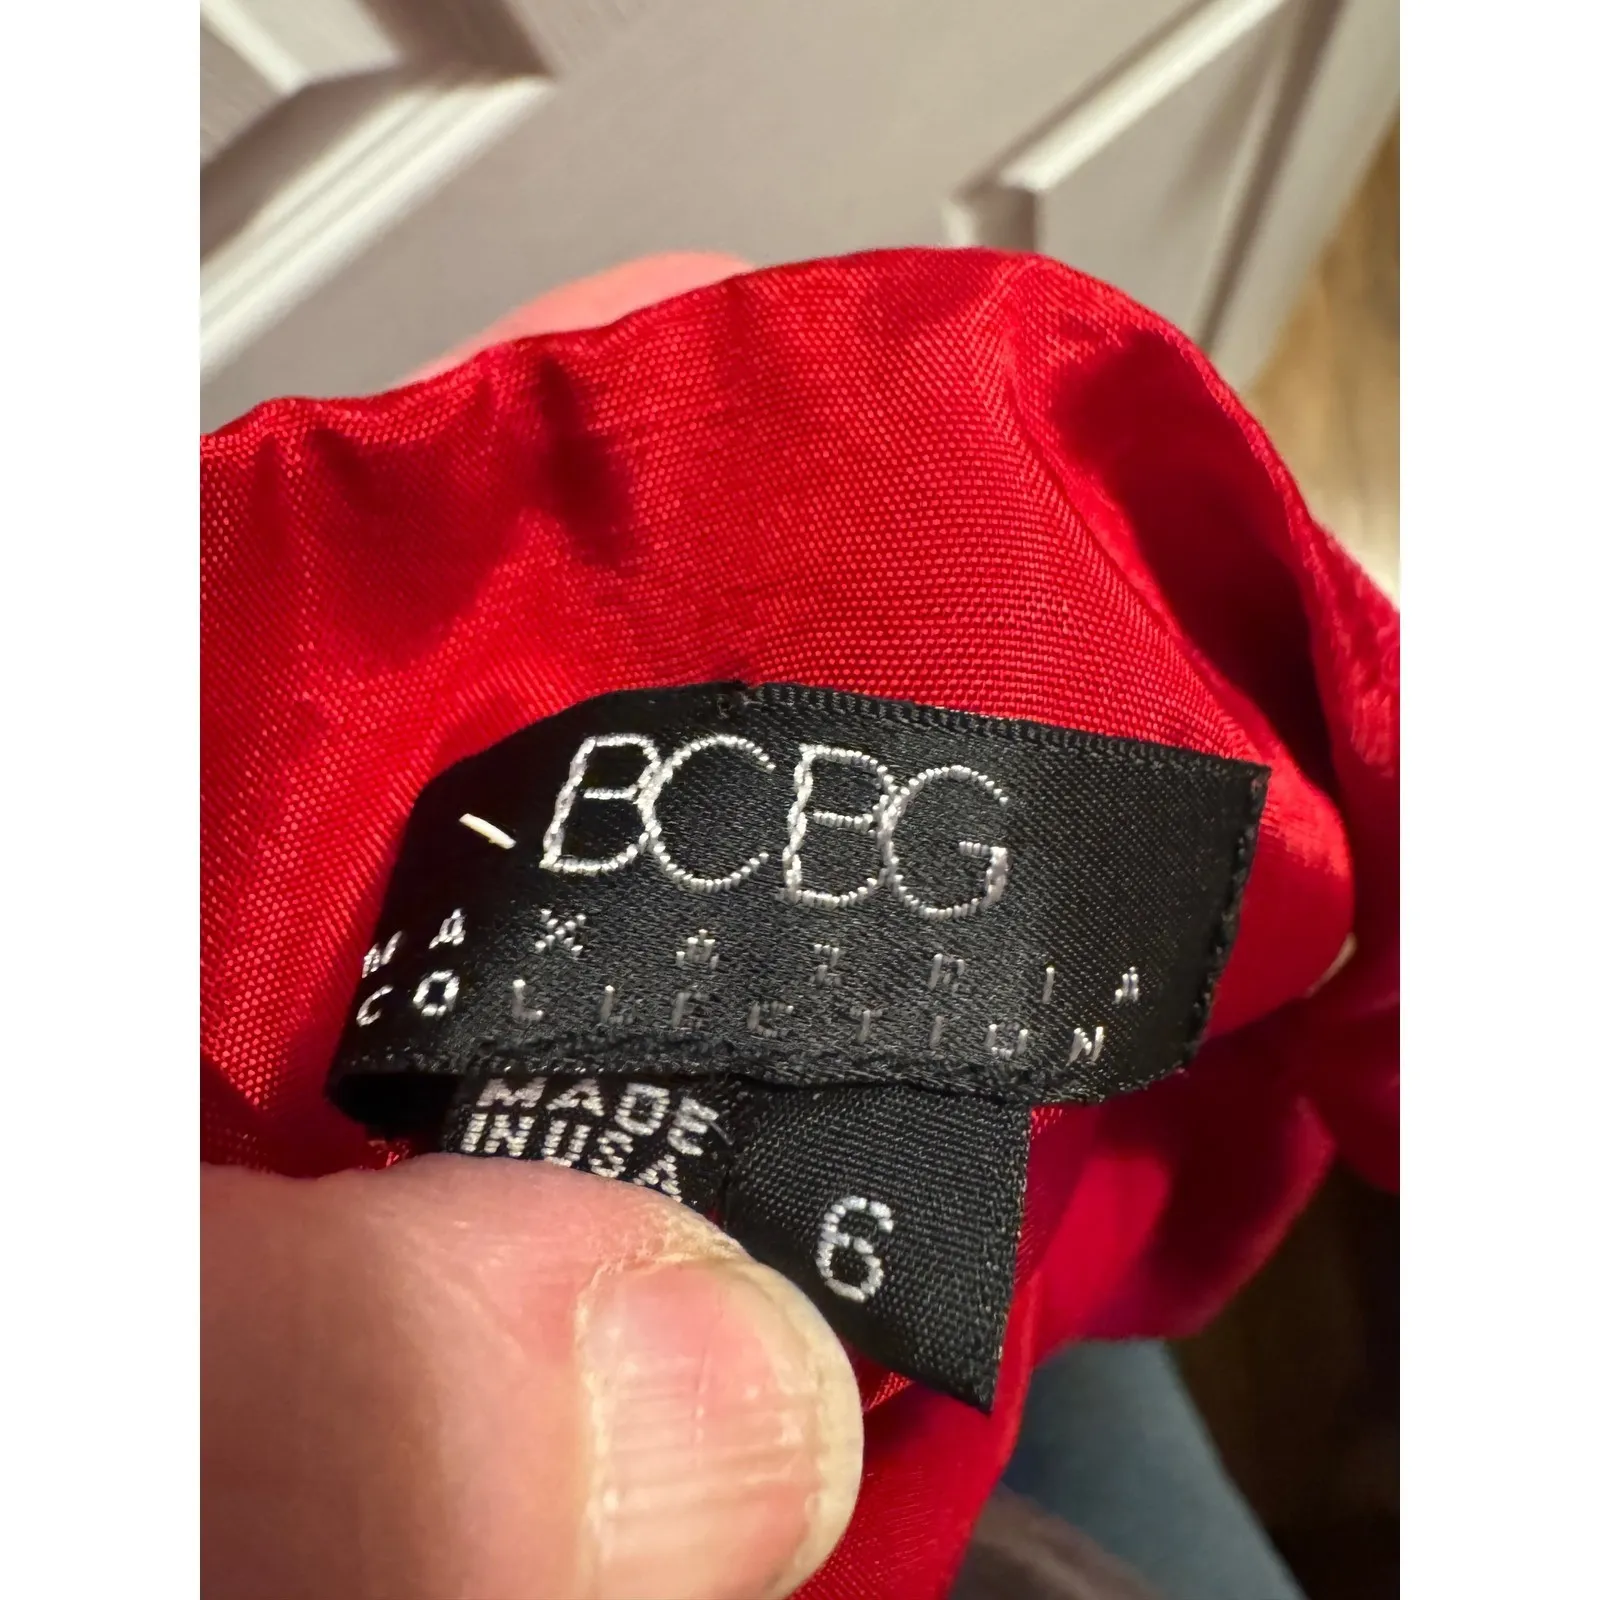 BCBG
MAXAZRIA
COLLECTION
MADE
IN USA
6